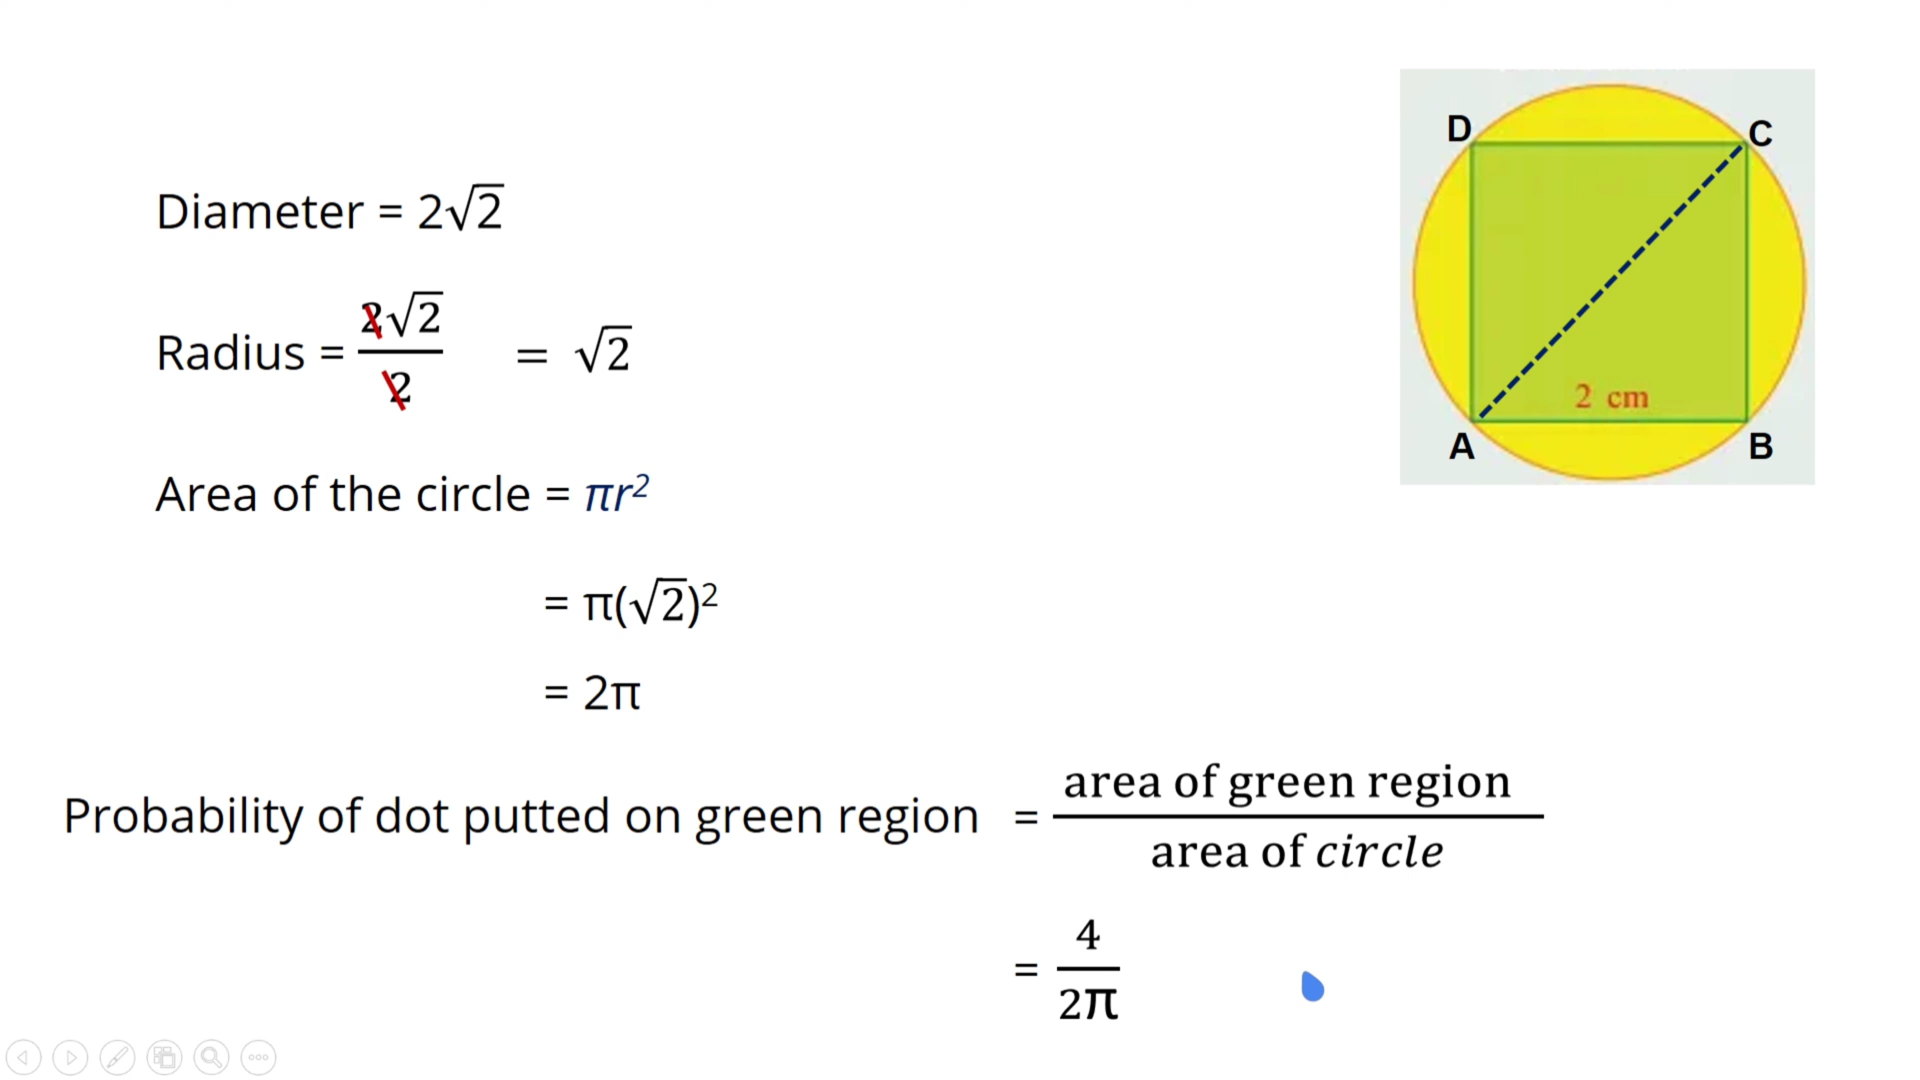 D
C
Diameter = 2√2
Radius = 2√2 / 2 = √2
2 cm
A
B
Area of the circle = πr²
= π(√2)²
= 2π
Probability of dot putted on green region = area of green region / area of circle
= 4 / 2π